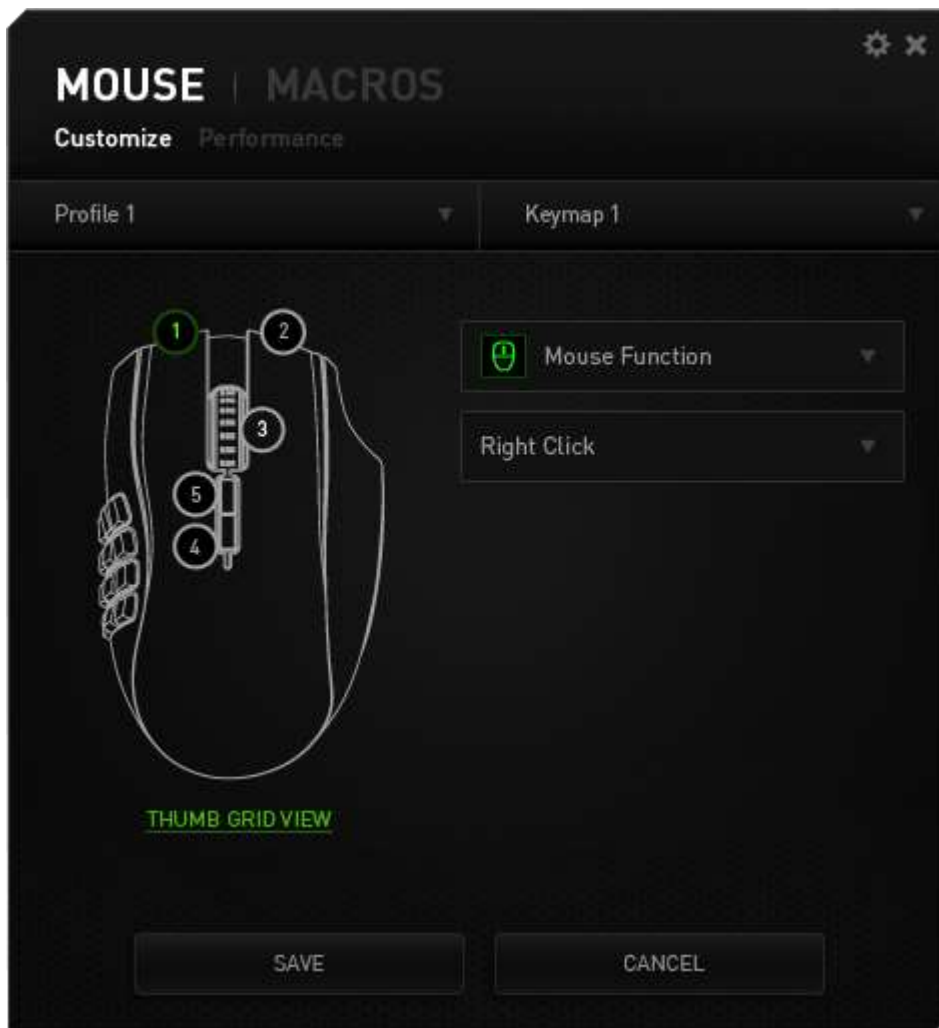 MOUSE | MACROS
Customize Performance
Profile 1 Keymap 1
1 2
Mouse Function
3
Right Click
5
4
THUMB GRID VIEW
SAVE CANCEL